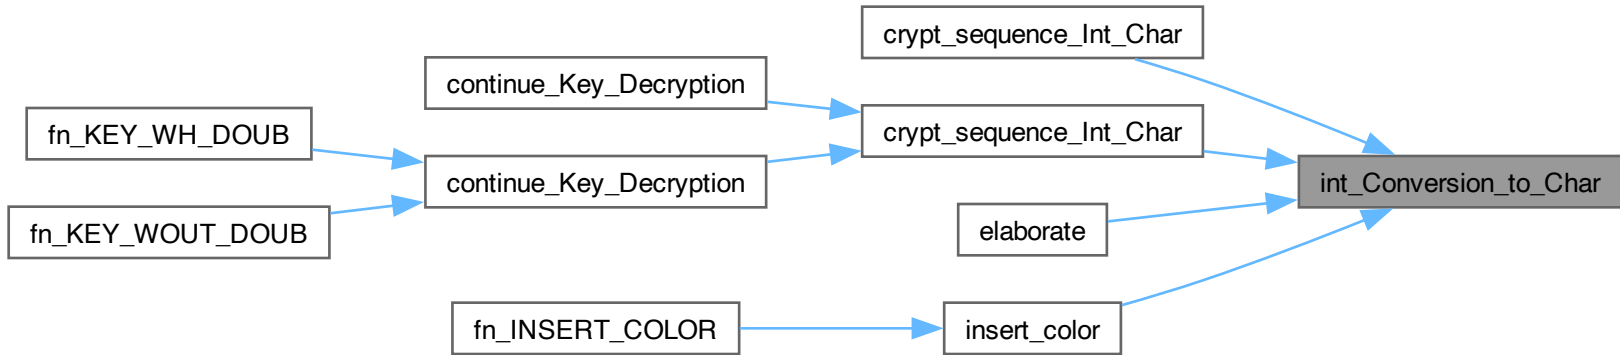 crypt_sequence_Int_Char
continue_Key_Decryption
fn_KEY_WH_DOUB
crypt_sequence_Int_Char
continue_Key_Decryption
int_Conversion_to_Char
fn_KEY_WOUT_DOUB
elaborate
fn_INSERT_COLOR
insert_color